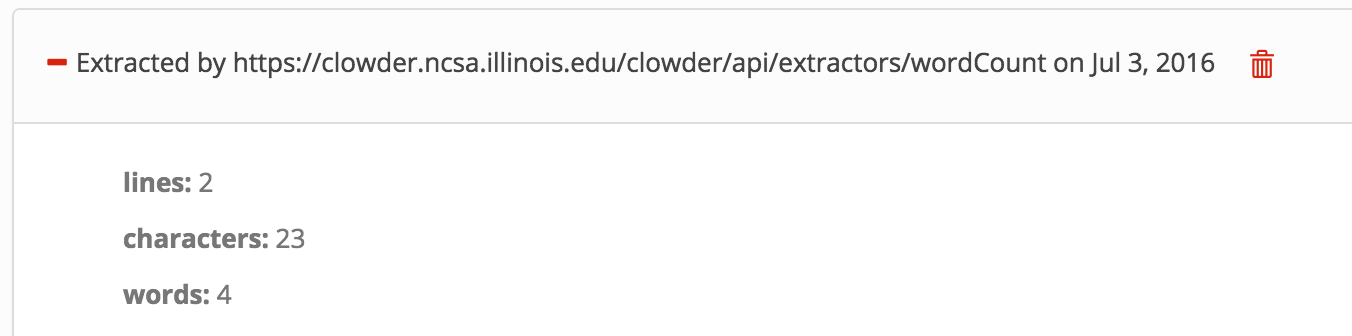 Extracted by https://clowder.ncsa.illinois.edu/clowder/api/extractors/wordCount on Jul 3, 2016
lines: 2
characters: 23
words: 4